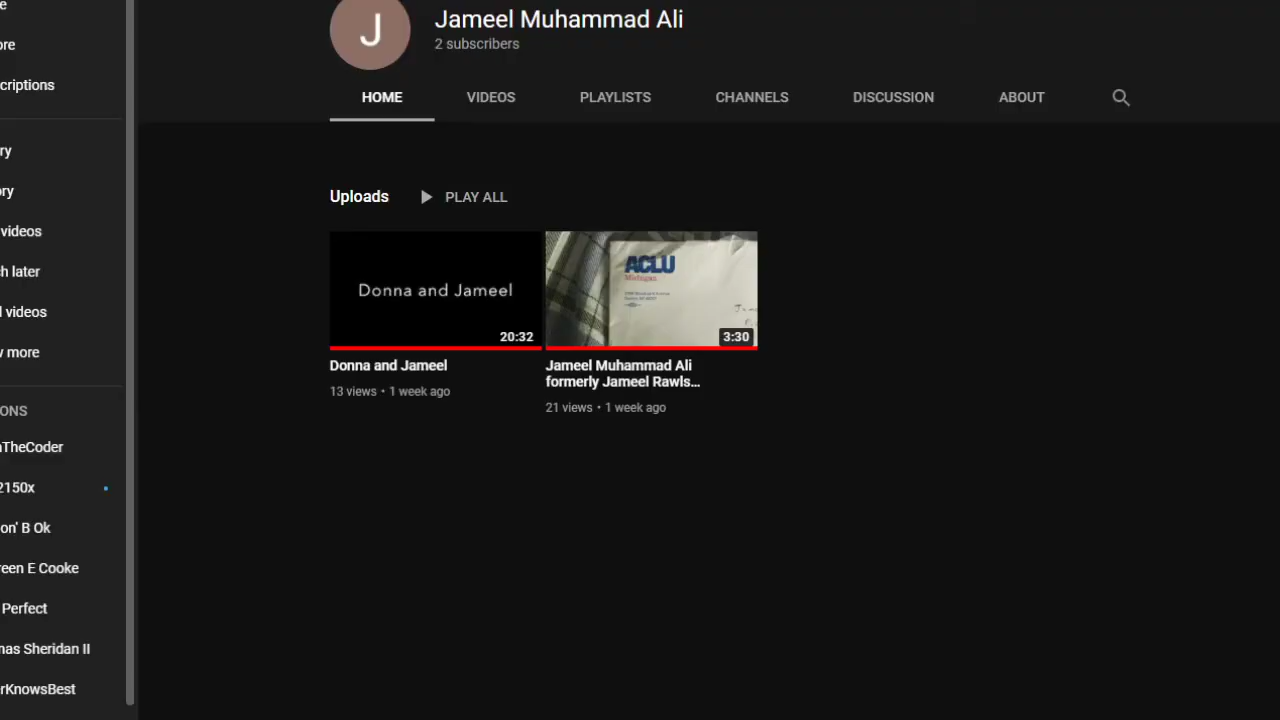 J
Jameel Muhammad Ali
2 subscribers
HOME
VIDEOS
PLAYLISTS
CHANNELS
DISCUSSION
ABOUT
e
ore
criptions
ry
ory
videos
ch later
d videos
w more
ONS
nTheCoder
2150x
on' B Ok
reen E Cooke
Perfect
mas Sheridan II
rKnowsBest
Uploads
PLAY ALL
Donna and Jameel
20:32
Donna and Jameel
13 views • 1 week ago
ACLU
Michigan
3:30
Jameel Muhammad Ali
formerly Jameel Rawls...
21 views • 1 week ago